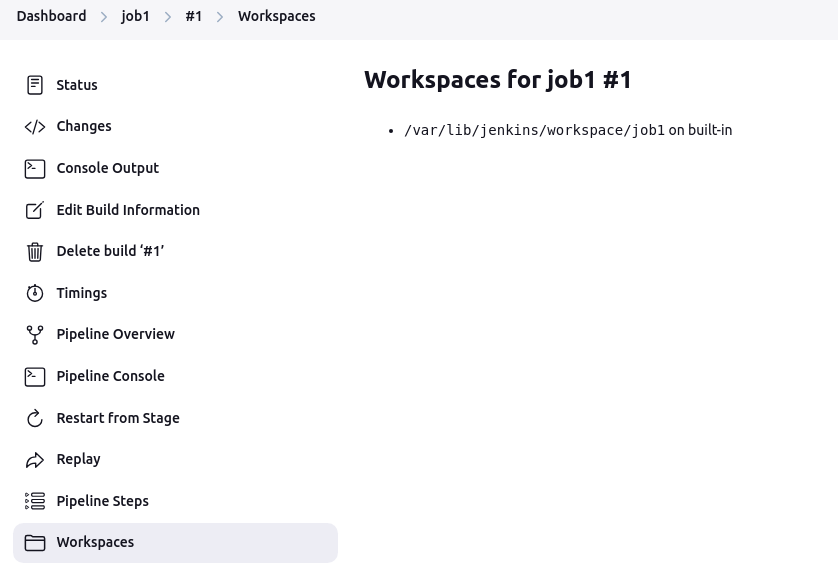 Dashboard > job1 > #1 > Workspaces
Status
Changes
Console Output
Edit Build Information
Delete build ‘#1’
Timings
Pipeline Overview
Pipeline Console
Restart from Stage
Replay
Pipeline Steps
Workspaces
Workspaces for job1 #1
• /var/lib/jenkins/workspace/job1 on built-in